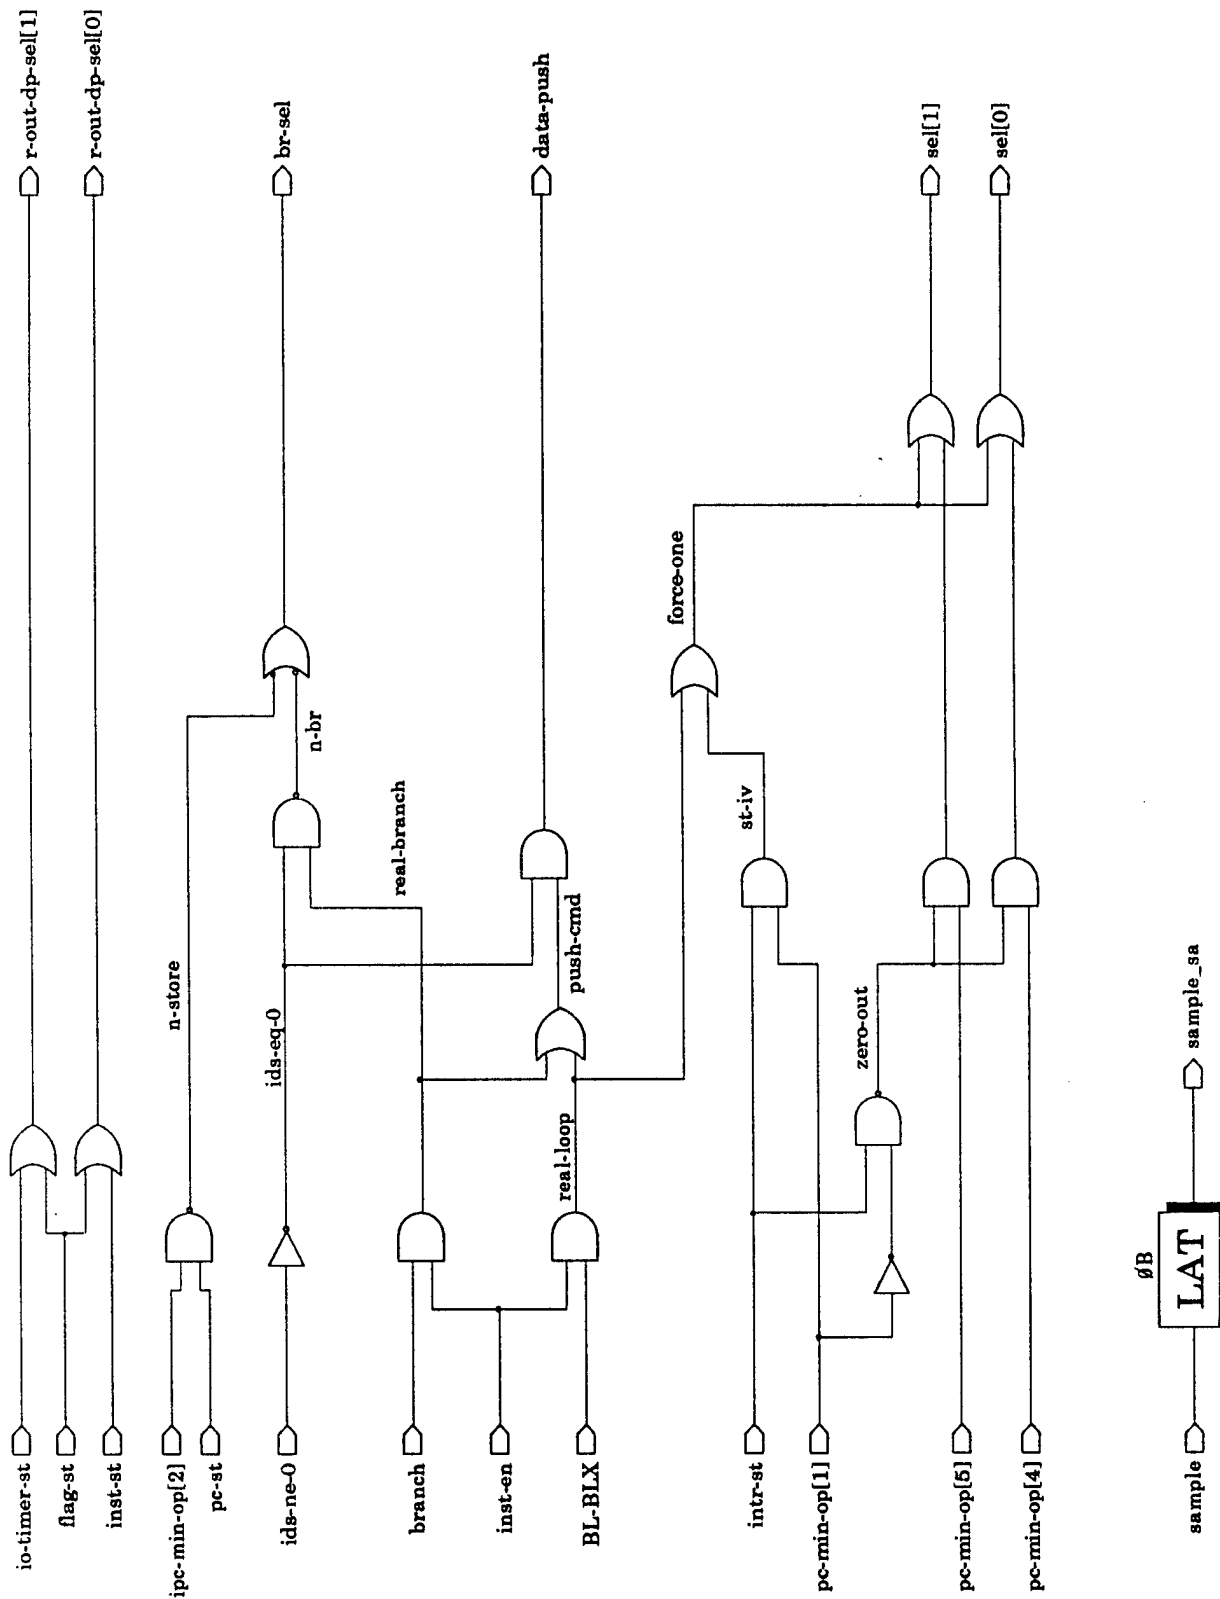 io-timer-st
flag-st
inst-st
r-out-dp-sel[1]
r-out-dp-sel[0]
ipc-min-op[2]
pc-st
n-store
ids-ne-0
ids-eq-0
n-br
br-sel
branch
real-branch
inst-en
BL-BLX
real-loop
push-cmd
data-push
force-one
intr-st
st-iv
pc-min-op[1]
zero-out
pc-min-op[5]
pc-min-op[4]
sel[1]
sel[0]
sample
øB
LAT
sample_sa